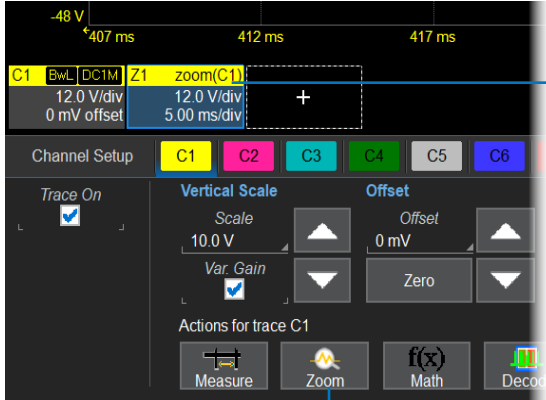 -48 V
407 ms 412 ms 417 ms
C1 BwL DC1M Z1 zoom(C1)
12.0 V/div 12.0 V/div +
0 mV offset 5.00 ms/div
Channel Setup C1 C2 C3 C4 C5 C6
Trace On Vertical Scale Offset
Scale Offset
10.0 V 0 mV
Var. Gain Zero
Actions for trace C1
f(x)
Measure Zoom Math Decod